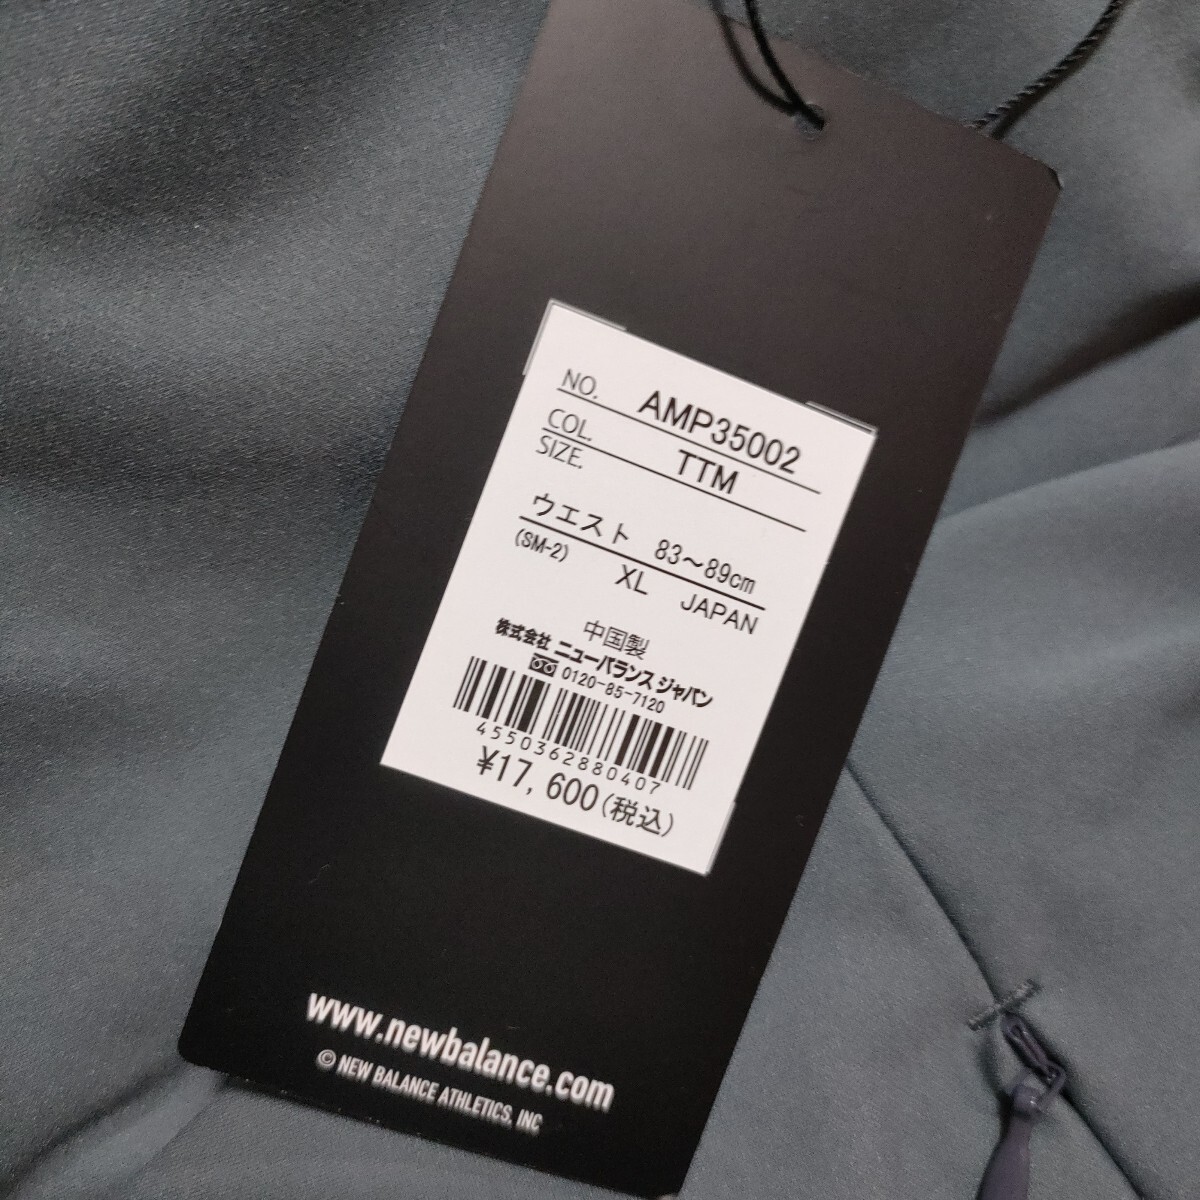 NO. AMP35002
COL. TTM
SIZE.
ウエスト 83～89cm
(SM-2) XL JAPAN
中国製
株式会社 ニューバランス ジャパン
0120-85-7120
4550362880407
¥17,600(税込)
www.newbalance.com
© NEW BALANCE ATHLETICS, INC